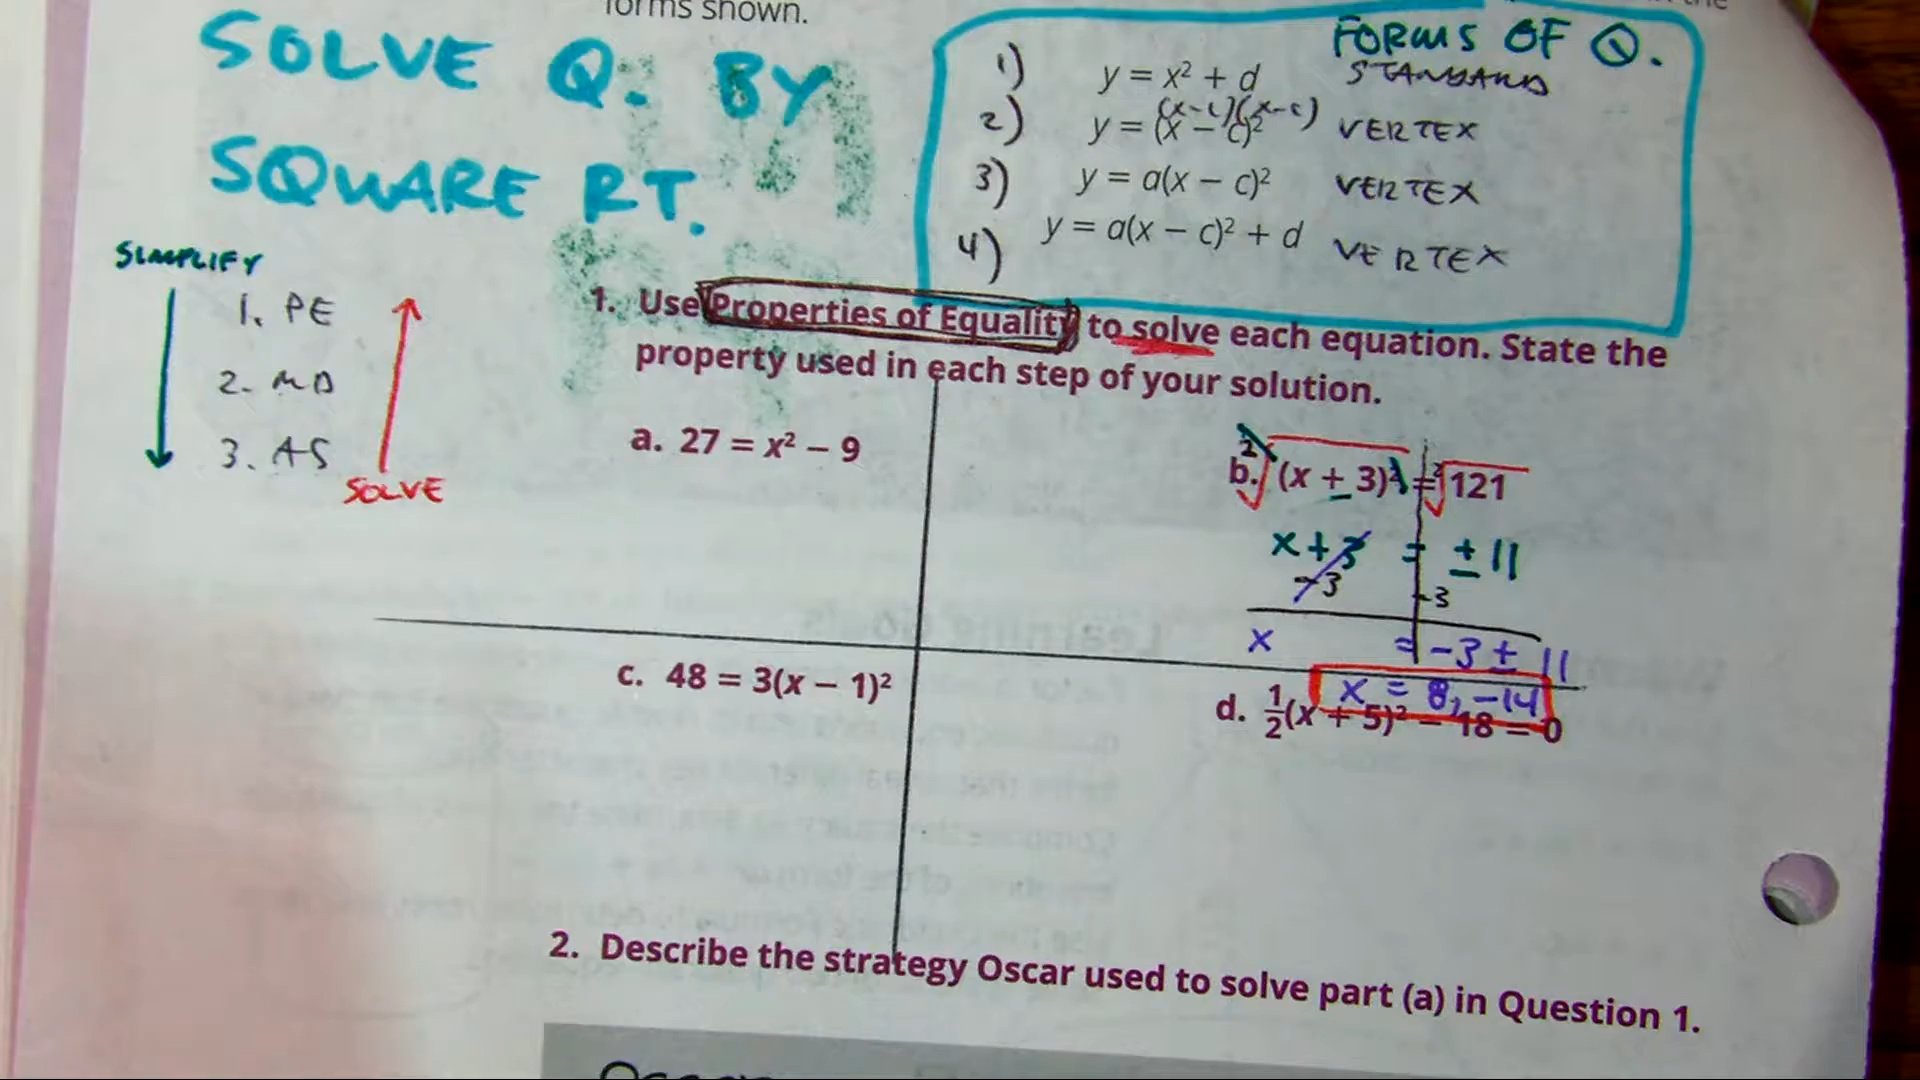 forms shown.
the
SOLVE Q. BY
SQUARE RT.
FORMS OF Q.
1) y = x² + d STANDARD
(x-c)(x-c)
2) y = (x − c)² VERTEX
3) y = a(x − c)² VERTEX
4) y = a(x − c)² + d VERTEX
SIMPLIFY
1. PE
2. MD
3. AS
SOLVE
1. Use Properties of Equality to solve each equation. State the
property used in each step of your solution.
a. 27 = x² − 9
b. ²√(x + 3)² = ²√121
x+3 = ±11
-3 -3
x = -3 ± 11
x = 8, -14
c. 48 = 3(x − 1)²
d. ½(x + 5)² − 18 = 0
2. Describe the strategy Oscar used to solve part (a) in Question 1.